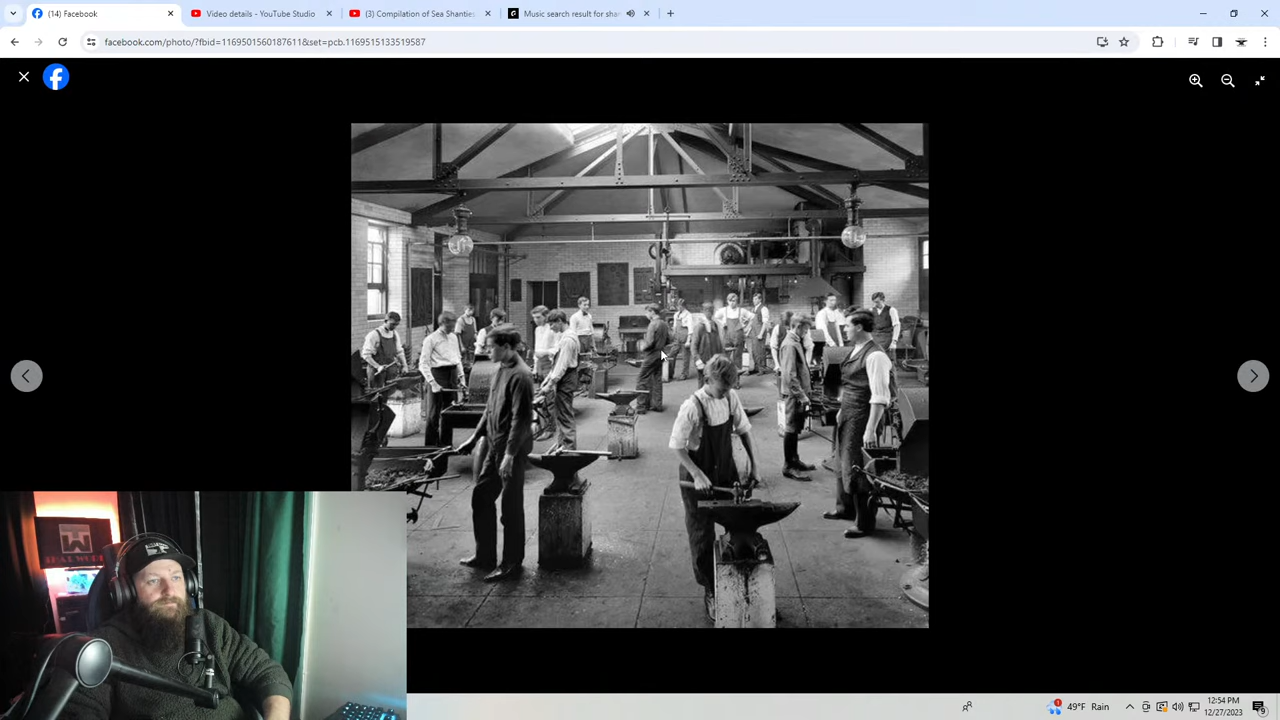 (14) Facebook
Video details - YouTube Studio
(3) Compilation of Sea Shanties
Music search result for shan
facebook.com/photo/?fbid=1169501560187611&set=pcb.1169515133519587
49°F Rain
12:54 PM
12/27/2023